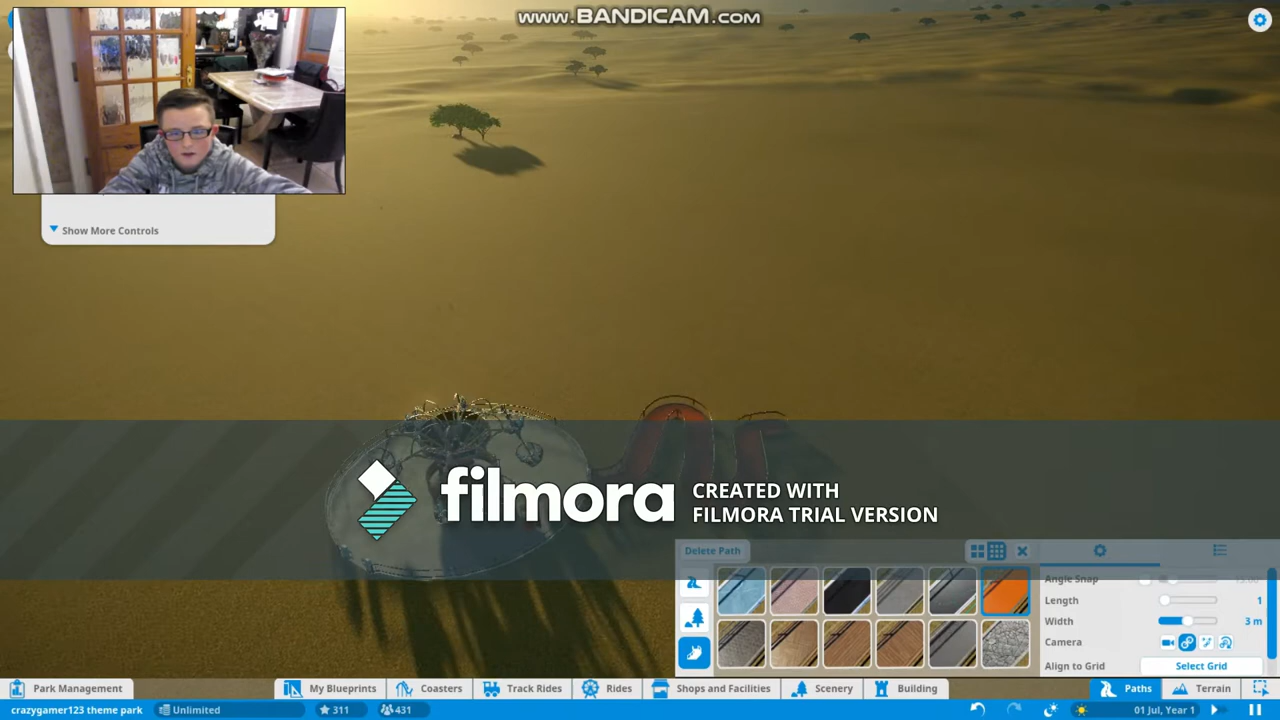 www.BANDICAM.com
Show More Controls
filmora
CREATED WITH
FILMORA TRIAL VERSION
Delete Path
Angle Snap
Length 1
Width 3 m
Camera
Align to Grid Select Grid
Park Management My Blueprints Coasters Track Rides Rides Shops and Facilities Scenery Building Paths Terrain
crazygamer123 theme park Unlimited 311 431 01 Jul, Year 1